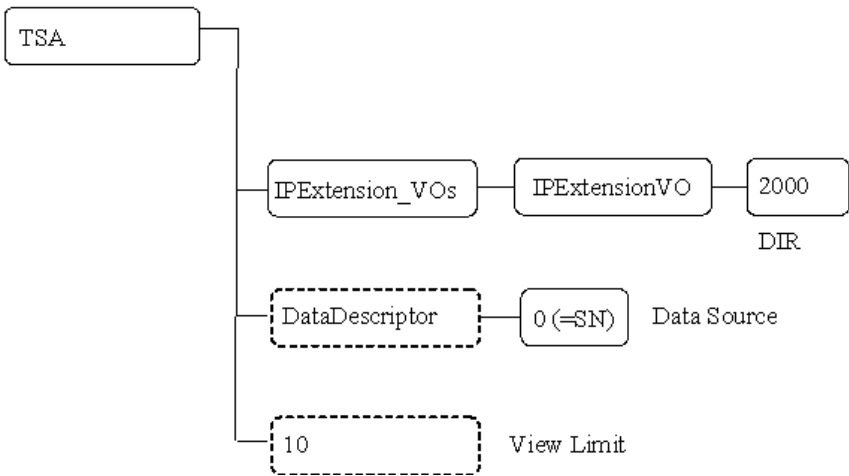 TSA
IPExtension_VOs
IPExtensionVO
2000
DIR
DataDescriptor
0 (=SN)
Data Source
10
View Limit